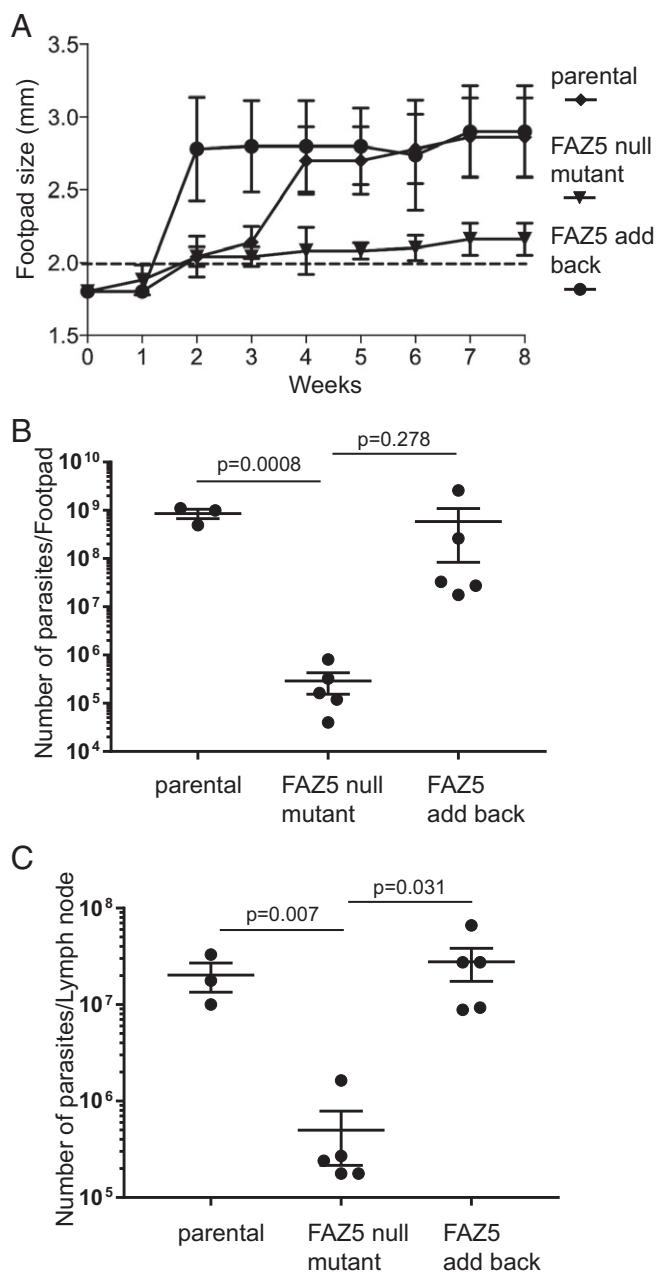 A
3.5
3.0
2.5
2.0
1.5
Footpad size (mm)
0 1 2 3 4 5 6 7 8
Weeks
parental
FAZ5 null
mutant
FAZ5 add
back
B
p=0.278
p=0.0008
10^10
10^9
10^8
10^7
10^6
10^5
10^4
Number of parasites/Footpad
parental FAZ5 null FAZ5
mutant add back
C
p=0.031
p=0.007
10^8
10^7
10^6
10^5
Number of parasites/Lymph node
parental FAZ5 null FAZ5
mutant add back